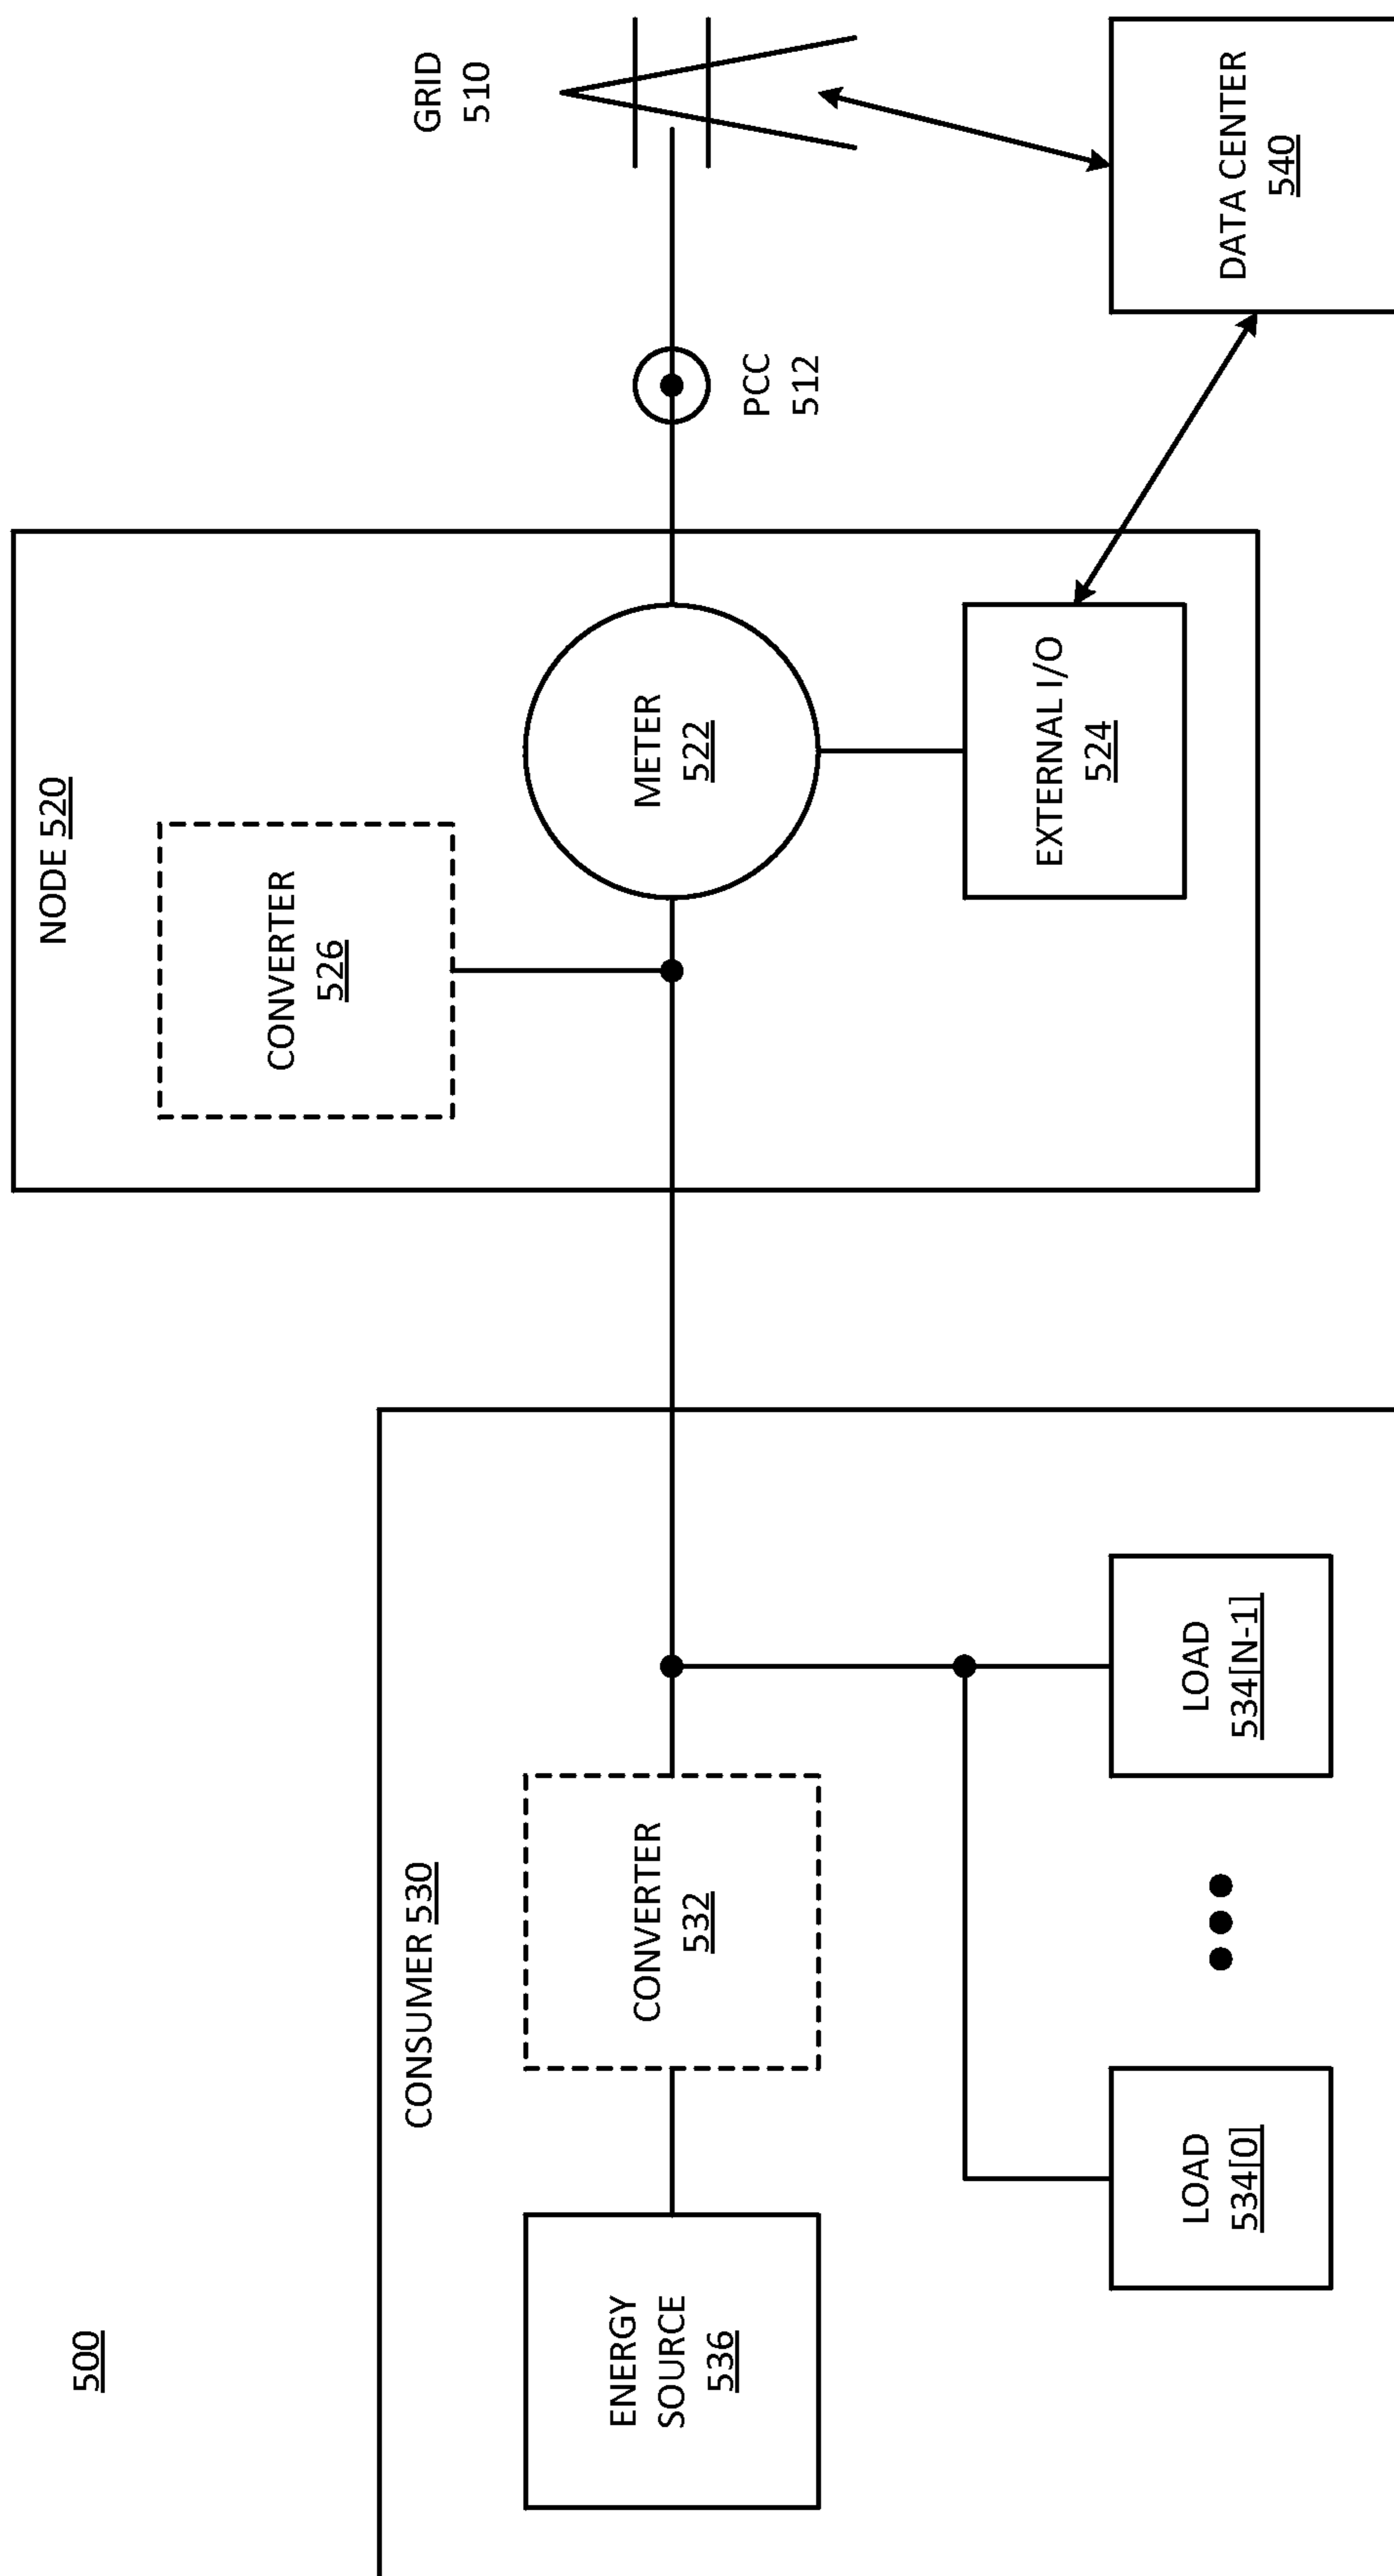 500
CONSUMER 530
ENERGY
SOURCE
536
CONVERTER
532
LOAD
534[0]
LOAD
534[N-1]
NODE 520
CONVERTER
526
METER
522
EXTERNAL I/O
524
GRID
510
PCC
512
DATA CENTER
540